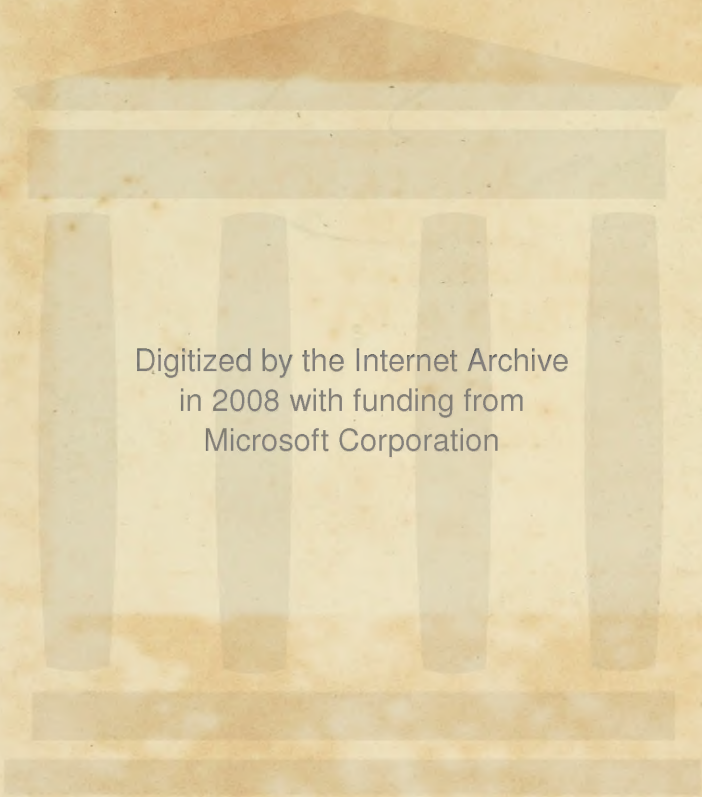 Digitized by the Internet Archive
in 2008 with funding from
Microsoft Corporation